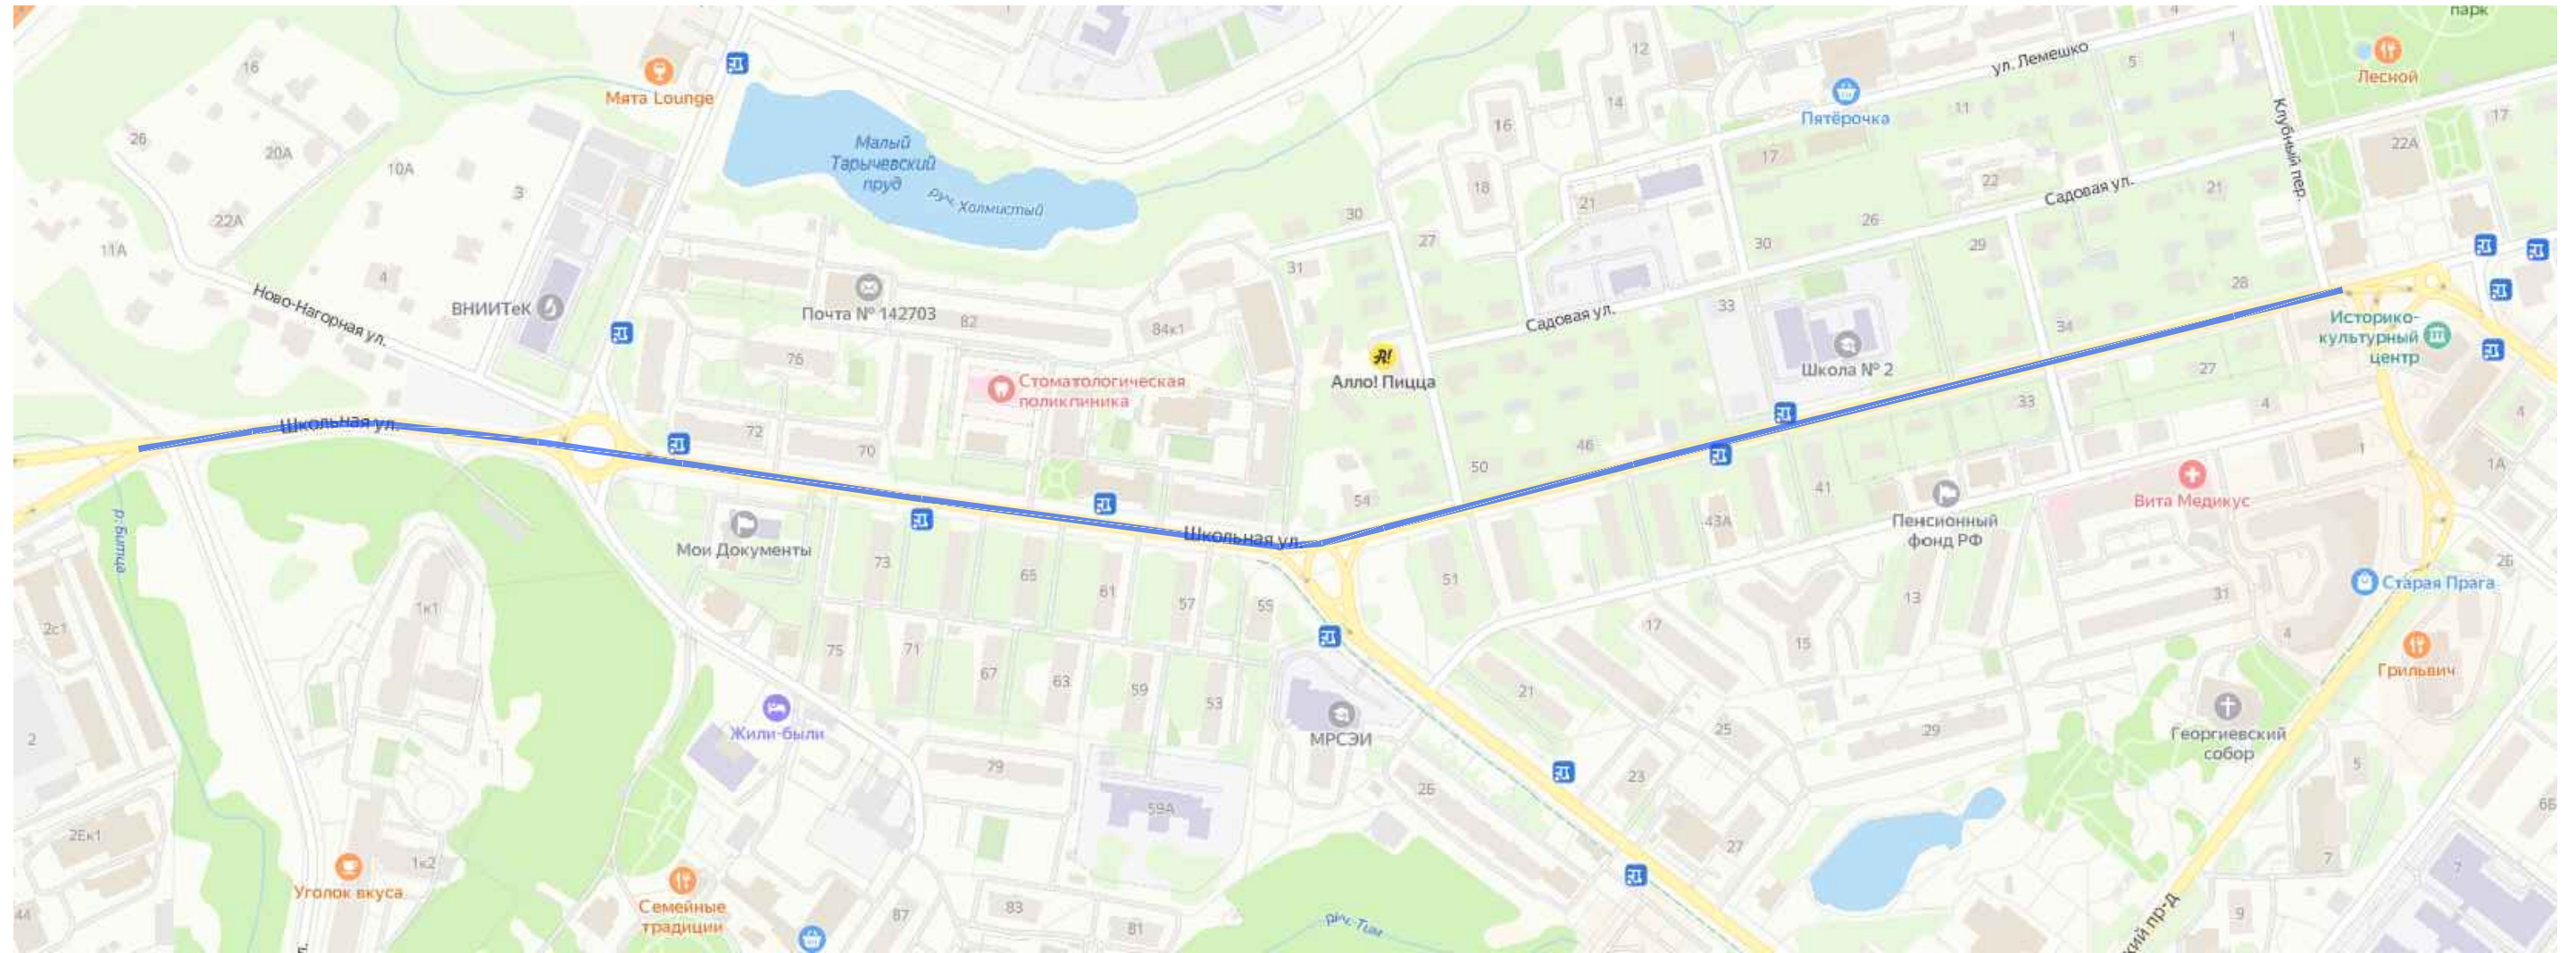 парк
16
Мята Lounge
12
ул. Лемешко
5
1
4
Лесной
26
20А
10А
3
22А
11А
4
Малый
Тарычевский
пруд
руч. Холмистый
16
14
18
Пятёрочка
11
17
22
Садовая ул.
21
Клубный пер.
22А
17
30
27
21
30
26
29
31
28
Ново-Нагорная ул.
ВНИИТеК
Почта № 142703
82
84к1
76
Садовая ул.
33
34
Историко-
культурный
центр
Алло! Пицца
Школа № 2
27
Стоматологическая
поликлиника
33
4
4
Школьная ул.
72
70
46
50
54
41
43А
1
1А
Вита Медикус
Пенсионный
фонд РФ
р. Битца
Мои Документы
Школьная ул.
73
65
61
57
55
51
2Б
Старая Прага
1к1
2с1
75
71
67
63
59
53
17
13
15
31
4
Грильвич
21
2
Жили-были
МРСЭИ
25
29
Георгиевский
собор
79
59А
2Б
23
5
27
6Б
2Ек1
1к2
7
7
Уголок вкуса
44
Семейные
традиции
87
83
81
9